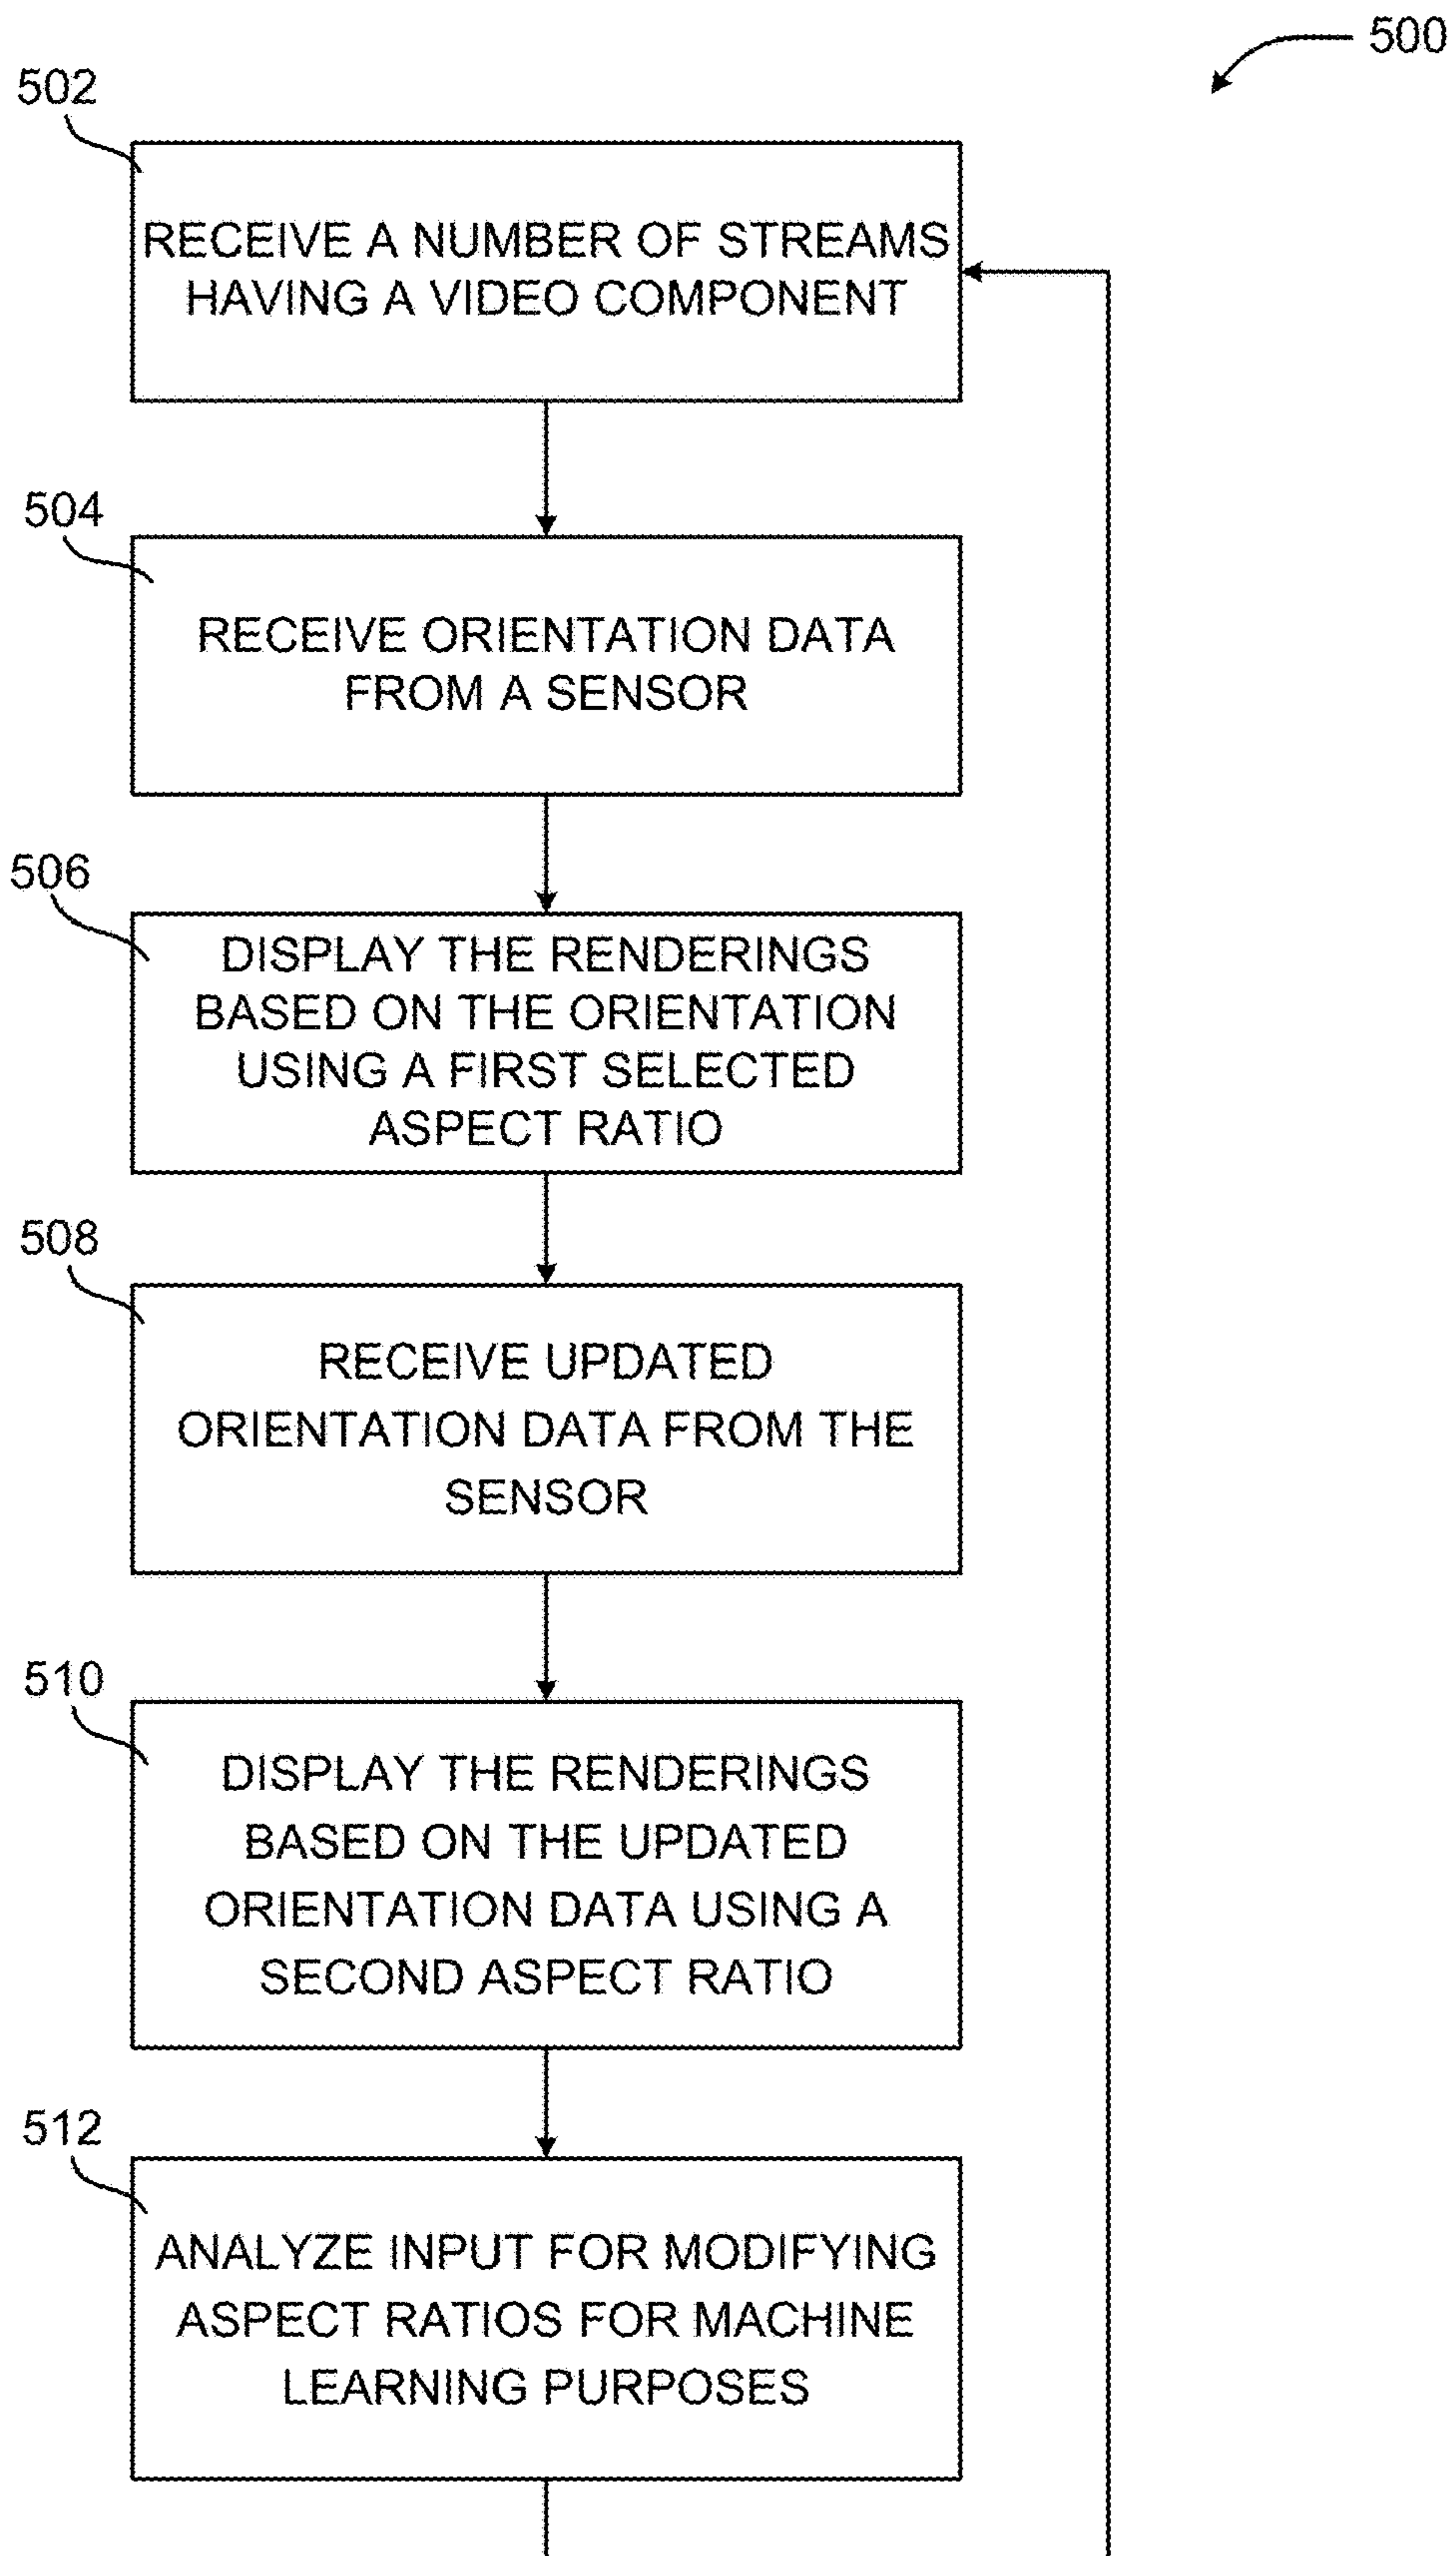 500
502
RECEIVE A NUMBER OF STREAMS
HAVING A VIDEO COMPONENT
504
RECEIVE ORIENTATION DATA
FROM A SENSOR
506
DISPLAY THE RENDERINGS
BASED ON THE ORIENTATION
USING A FIRST SELECTED
ASPECT RATIO
508
RECEIVE UPDATED
ORIENTATION DATA FROM THE
SENSOR
510
DISPLAY THE RENDERINGS
BASED ON THE UPDATED
ORIENTATION DATA USING A
SECOND ASPECT RATIO
512
ANALYZE INPUT FOR MODIFYING
ASPECT RATIOS FOR MACHINE
LEARNING PURPOSES